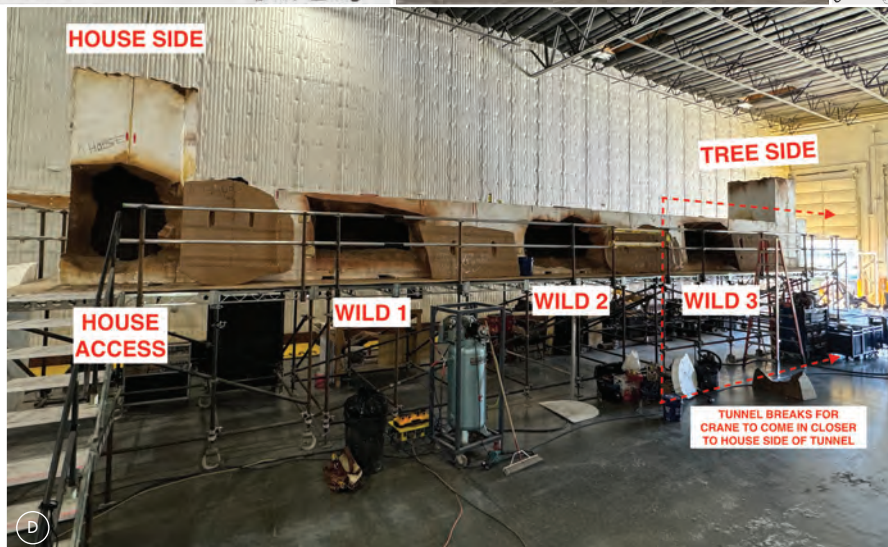 HOUSE SIDE
HOUSE
TREE SIDE
HOUSE
ACCESS
WILD 1
WILD 2
WILD 3
TUNNEL BREAKS FOR
CRANE TO COME IN CLOSER
TO HOUSE SIDE OF TUNNEL
D